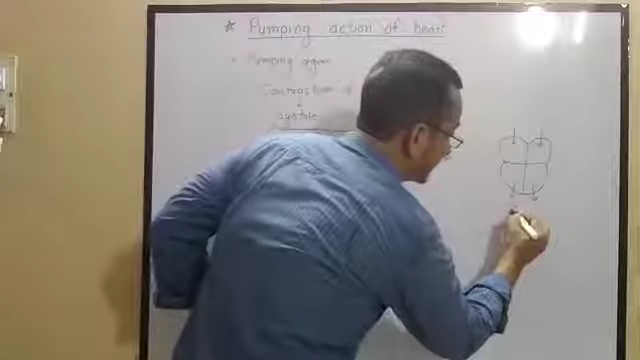 * Pumping action of heart
Pumping organ
Contraction
systole